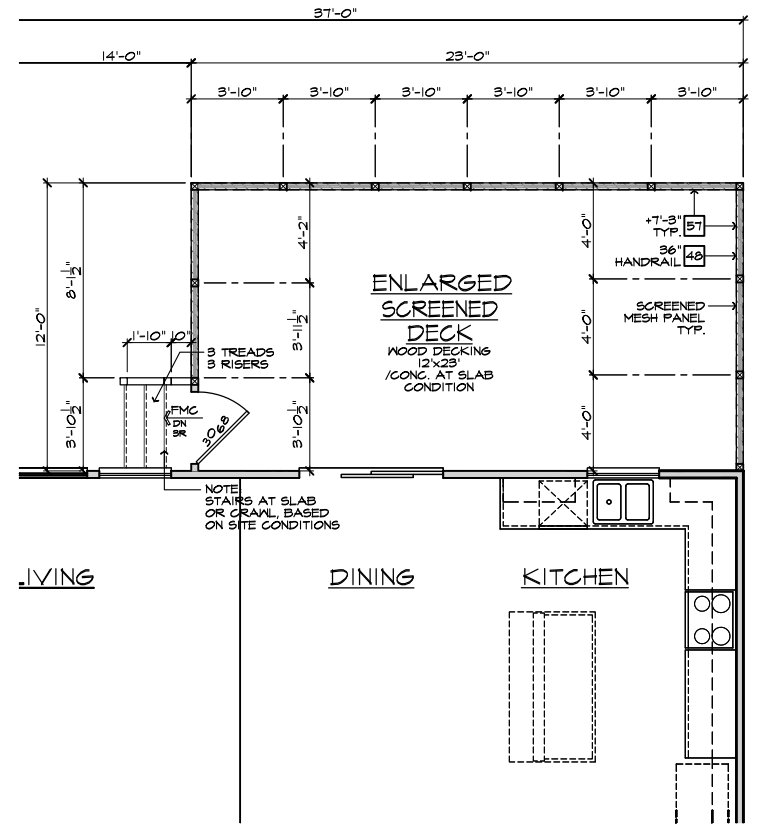 37'-0"
14'-0"
23'-0"
3'-10" 3'-10" 3'-10" 3'-10" 3'-10" 3'-10"
12'-0"
8'-1½"
3'-10½"
4'-2"
3'-11½"
3'-10½"
4'-0"
4'-0"
4'-0"
+7'-3"
TYP.
57
36"
HANDRAIL
48
SCREENED
MESH PANEL
TYP.
ENLARGED
SCREENED
DECK
WOOD DECKING
12'x23'
/CONC. AT SLAB
CONDITION
1'-10"
3 TREADS
3 RISERS
FMC
DN
3R
3068
NOTE
STAIRS AT SLAB
OR CRAWL, BASED
ON SITE CONDITIONS
LIVING
DINING
KITCHEN